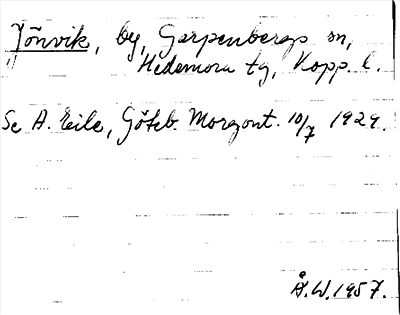 Jönvik, by, Garpenbergs sn,
Hedemora tg, Kopp. l.
Se A. Eile, Göteb. Morgont. 10/7 1929.
Å.W. 1957.